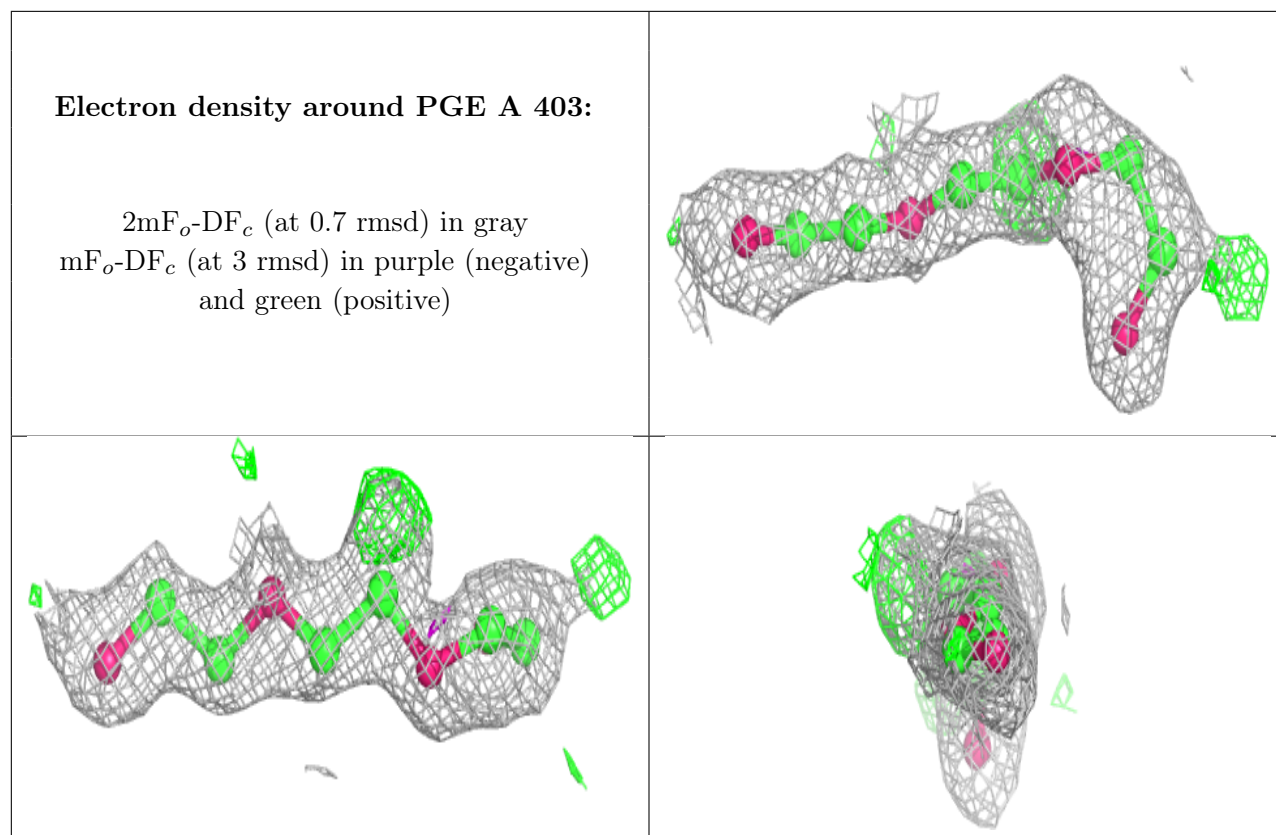 Electron density around PGE A 403:
2mFo-DFc (at 0.7 rmsd) in gray
mFo-DFc (at 3 rmsd) in purple (negative)
and green (positive)